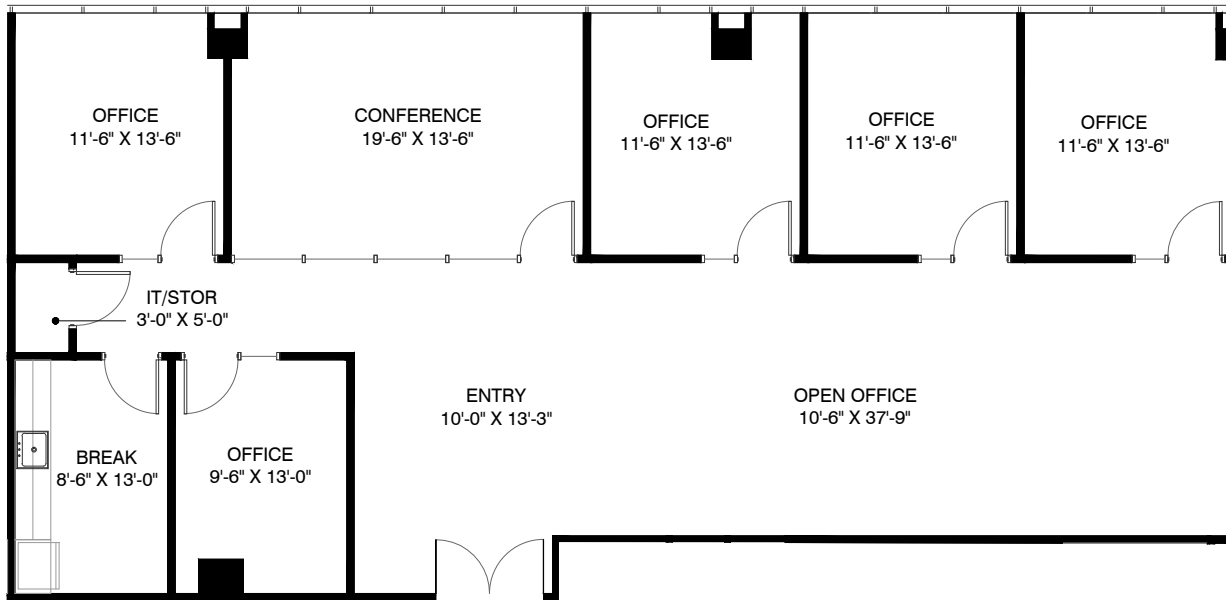 OFFICE
11'-6" X 13'-6"
CONFERENCE
19'-6" X 13'-6"
OFFICE
11'-6" X 13'-6"
OFFICE
11'-6" X 13'-6"
OFFICE
11'-6" X 13'-6"
IT/STOR
3'-0" X 5'-0"
BREAK
8'-6" X 13'-0"
OFFICE
9'-6" X 13'-0"
ENTRY
10'-0" X 13'-3"
OPEN OFFICE
10'-6" X 37'-9"